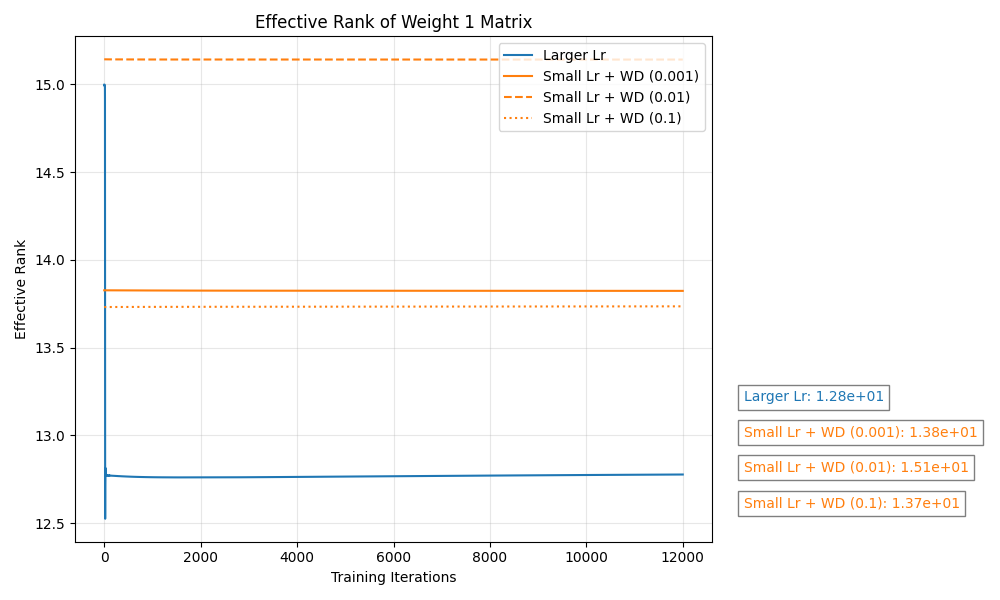 Effective Rank of Weight 1 Matrix
Larger Lr
Small Lr + WD (0.001)
Small Lr + WD (0.01)
Small Lr + WD (0.1)
Effective Rank
15.0
14.5
14.0
13.5
13.0
12.5
0 2000 4000 6000 8000 10000 12000
Training Iterations
Larger Lr: 1.28e+01
Small Lr + WD (0.001): 1.38e+01
Small Lr + WD (0.01): 1.51e+01
Small Lr + WD (0.1): 1.37e+01